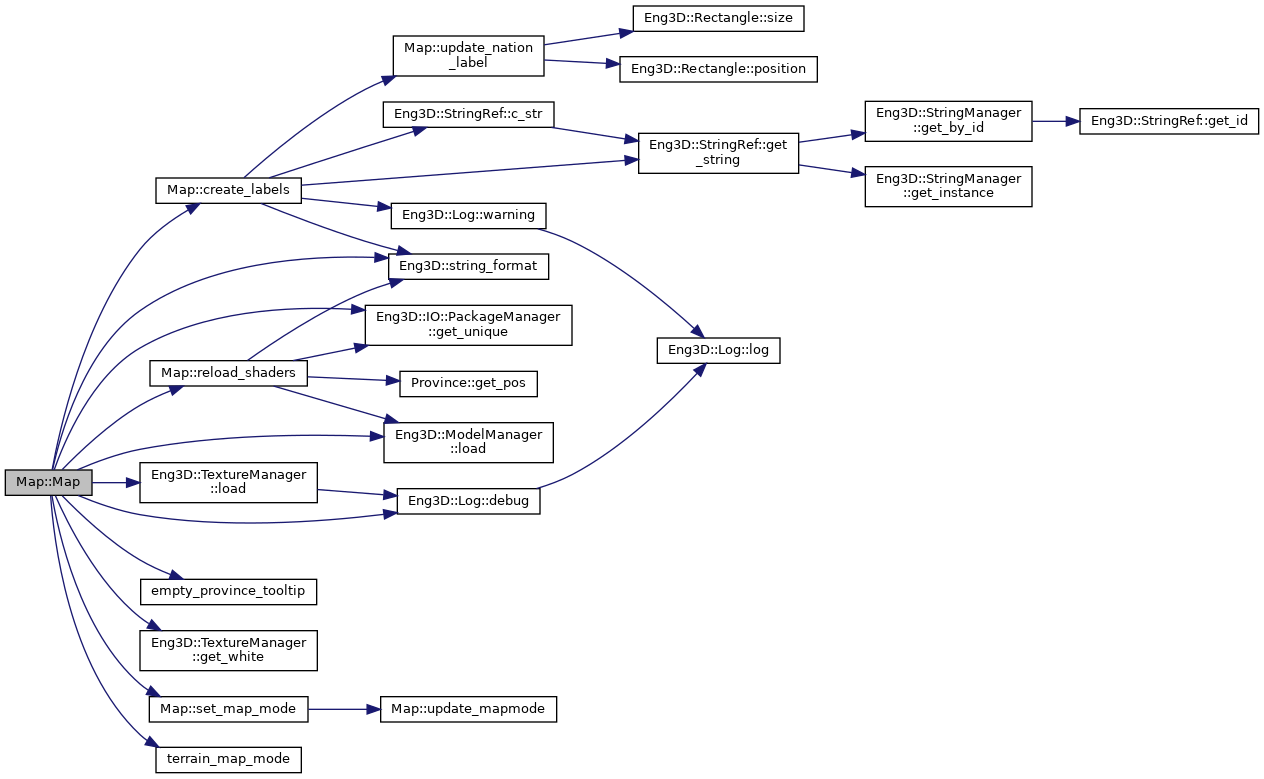 Eng3D::Rectangle::size
Map::update_nation
_label
Eng3D::Rectangle::position
Eng3D::StringRef::c_str
Eng3D::StringManager
::get_by_id
Eng3D::StringRef::get_id
Eng3D::StringRef::get
_string
Map::create_labels
Eng3D::StringManager
::get_instance
Eng3D::Log::warning
Eng3D::string_format
Eng3D::IO::PackageManager
::get_unique
Eng3D::Log::log
Map::reload_shaders
Province::get_pos
Eng3D::ModelManager
::load
Map::Map
Eng3D::TextureManager
::load
Eng3D::Log::debug
empty_province_tooltip
Eng3D::TextureManager
::get_white
Map::set_map_mode
Map::update_mapmode
terrain_map_mode